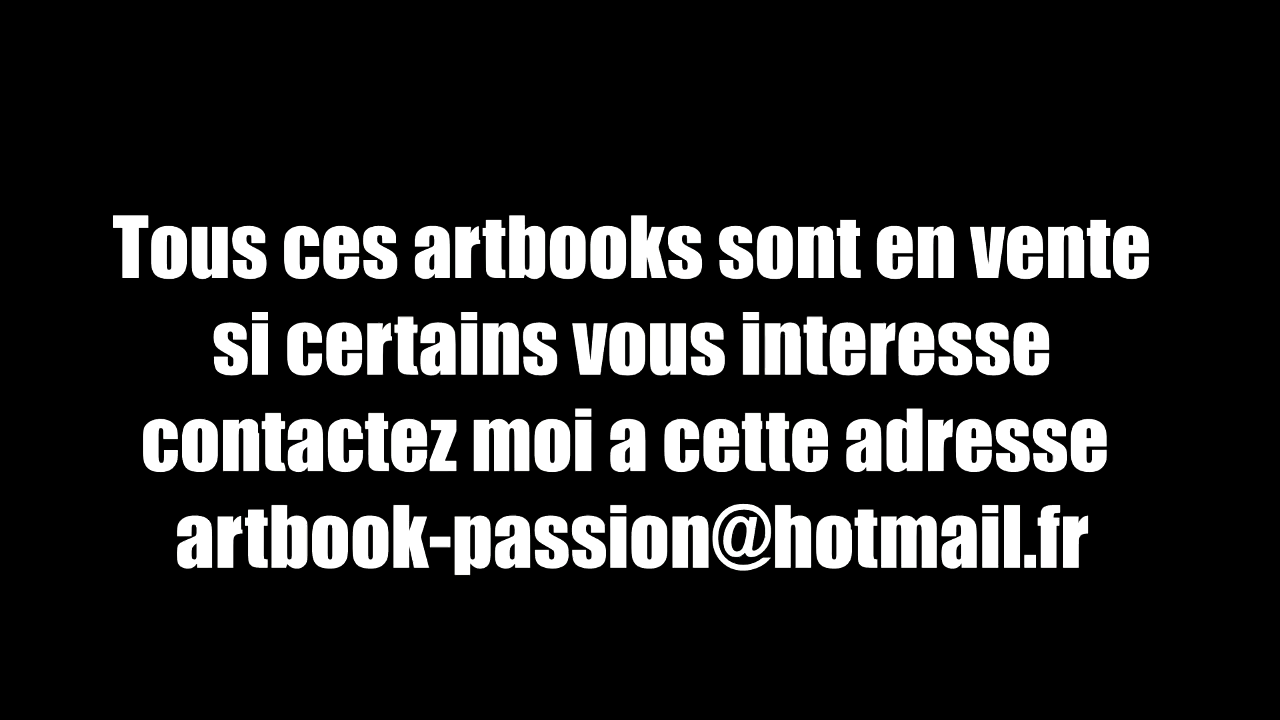 Tous ces artbooks sont en vente
si certains vous interesse
contactez moi a cette adresse
artbook-passion@hotmail.fr